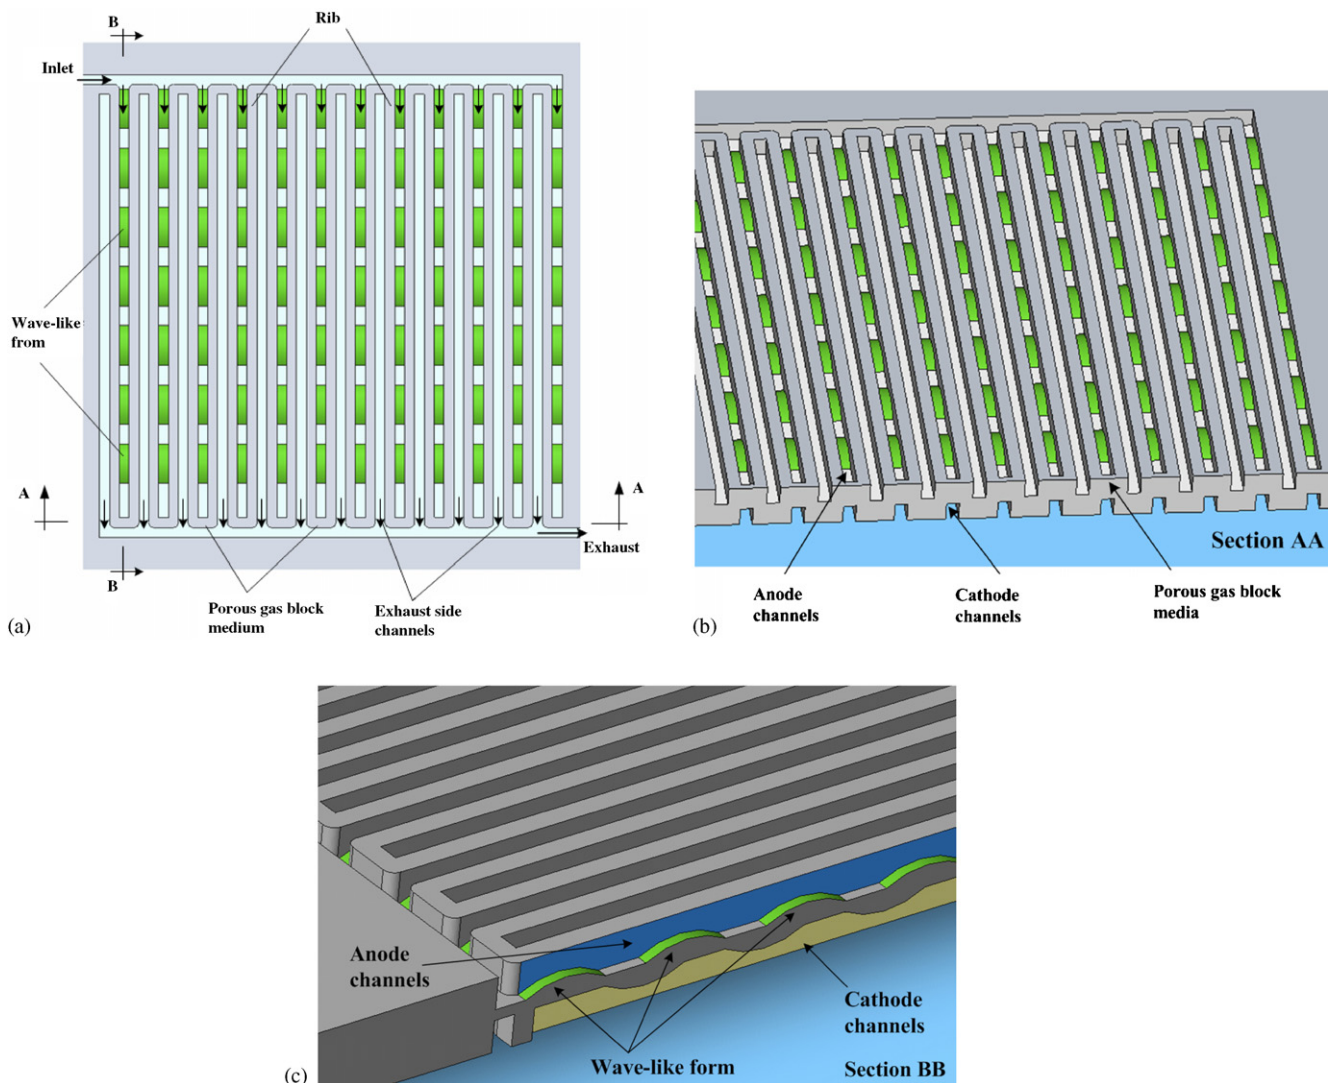 B
Rib
Inlet
Wave-like
from
A
A
B
Exhaust
Porous gas block
medium
Exhaust side
channels
(a)
Section AA
Anode
channels
Cathode
channels
Porous gas block
media
(b)
Anode
channels
Cathode
channels
Wave-like form
Section BB
(c)